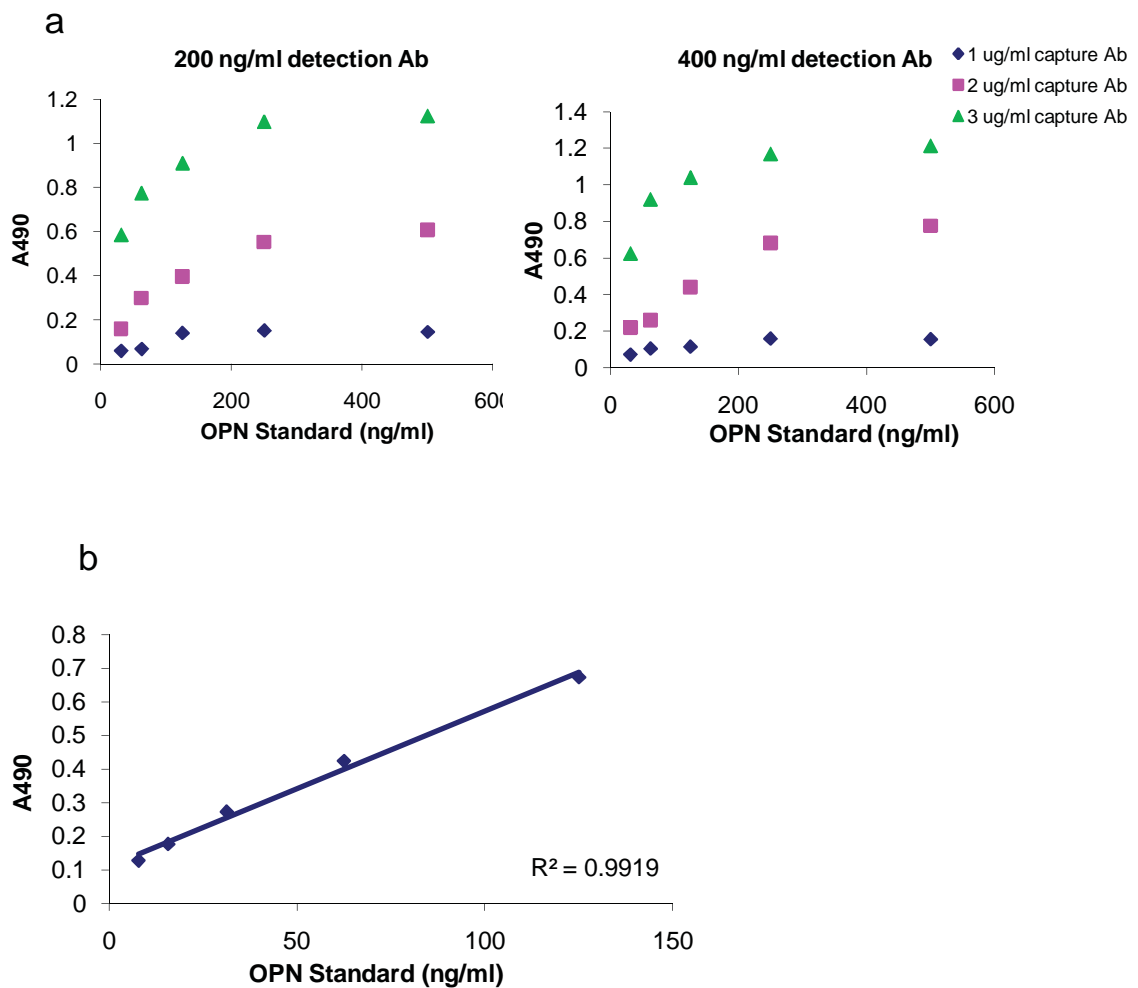 a
200 ng/ml detection Ab
1.2
1
0.8
0.6
0.4
0.2
0
A490
0 200 400 600
OPN Standard (ng/ml)
400 ng/ml detection Ab
1.4
1.2
1
0.8
0.6
0.4
0.2
0
A490
0 200 400 600
OPN Standard (ng/ml)
1 ug/ml capture Ab
2 ug/ml capture Ab
3 ug/ml capture Ab
b
0.8
0.7
0.6
0.5
0.4
0.3
0.2
0.1
0
A490
R² = 0.9919
0 50 100 150
OPN Standard (ng/ml)